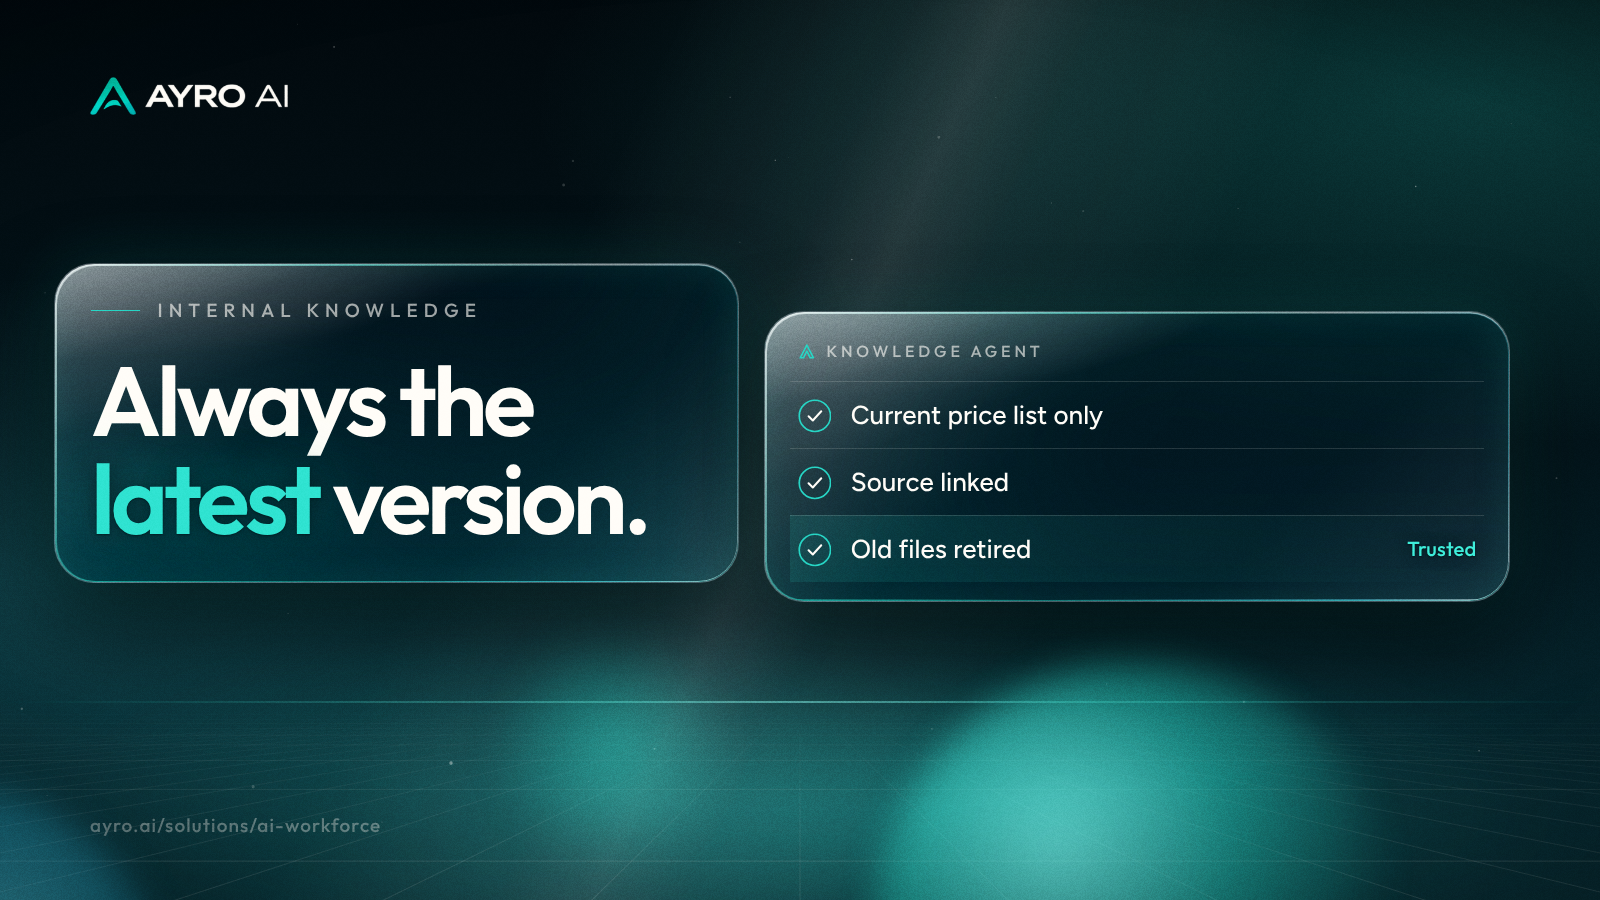 AYRO AI
INTERNAL KNOWLEDGE
Always the
latest version.
KNOWLEDGE AGENT
Current price list only
Source linked
Old files retired
Trusted
ayro.ai/solutions/ai-workforce